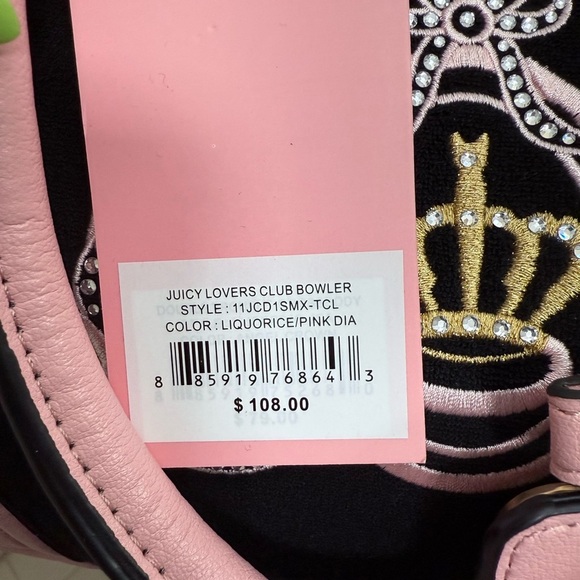 JUICY LOVERS CLUB BOWLER
STYLE : 11JCD1SMX-TCL
COLOR : LIQUORICE/PINK DIA
8 85919 76864 3
$ 108.00